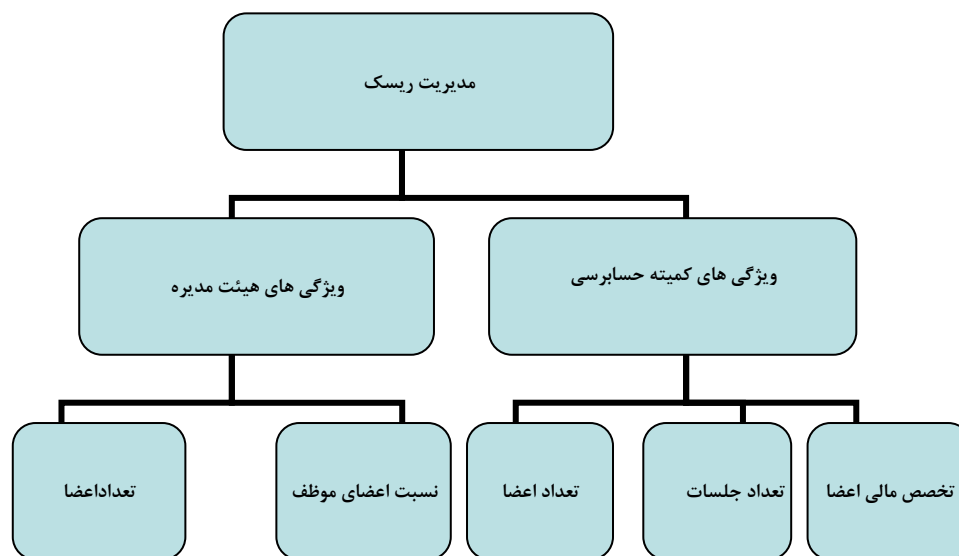 مدیریت ریسک
ویژگی های کمیته حسابرسی
ویژگی های هیئت مدیره
تخصص مالی اعضا
تعداد جلسات
تعداد اعضا
نسبت اعضای موظف
تعداداعضا